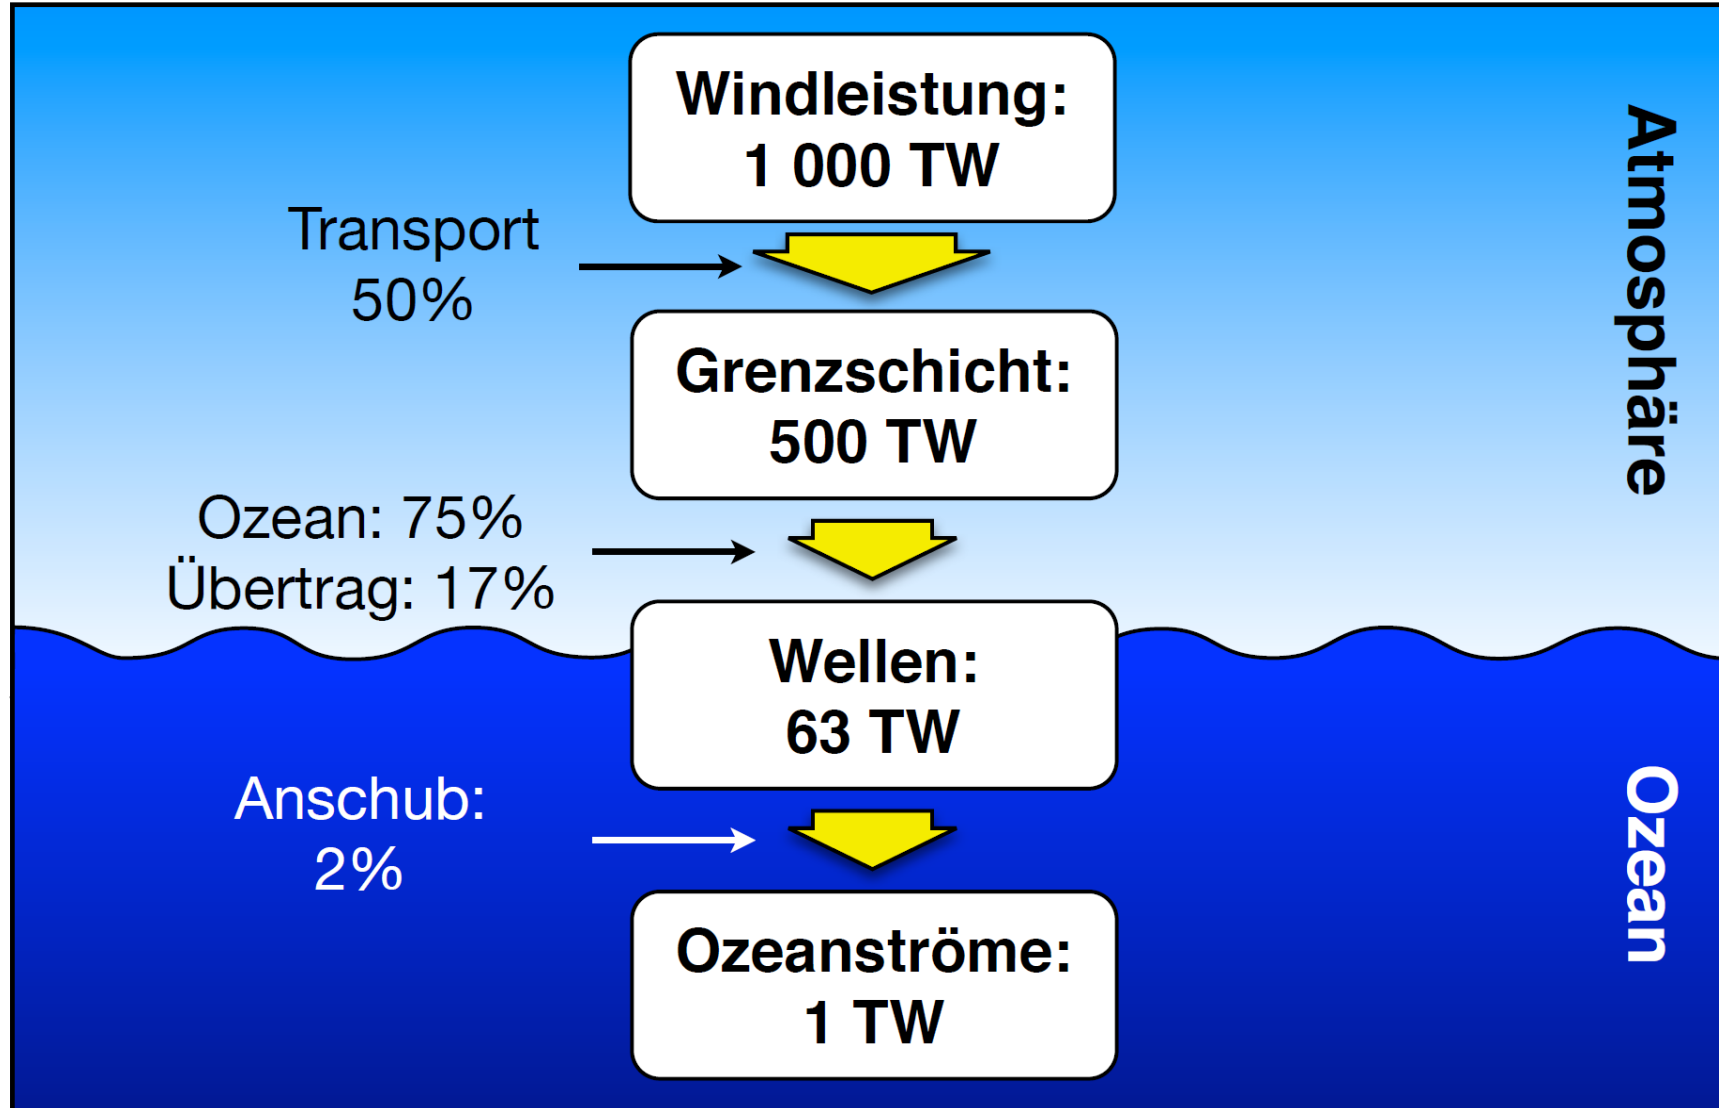 Windleistung:
1 000 TW
Transport
50%
Grenzschicht:
500 TW
Ozean: 75%
Übertrag: 17%
Wellen:
63 TW
Anschub:
2%
Ozeanströme:
1 TW
Atmosphäre
Ozean